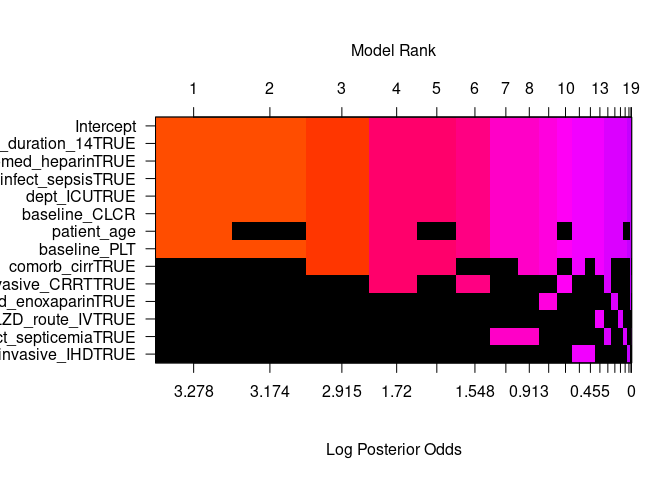 Model Rank
1 2 3 4 5 6 7 8 10 13 19
Intercept
_duration_14TRUE
med_heparinTRUE
infect_sepsisTRUE
dept_ICUTRUE
baseline_CLCR
patient_age
baseline_PLT
comorb_cirrTRUE
vasive_CRRTTRUE
d_enoxaparinTRUE
LZD_route_IVTRUE
ct_septicemiaTRUE
invasive_IHDTRUE
3.278 3.174 2.915 1.72 1.548 0.913 0.455 0
Log Posterior Odds